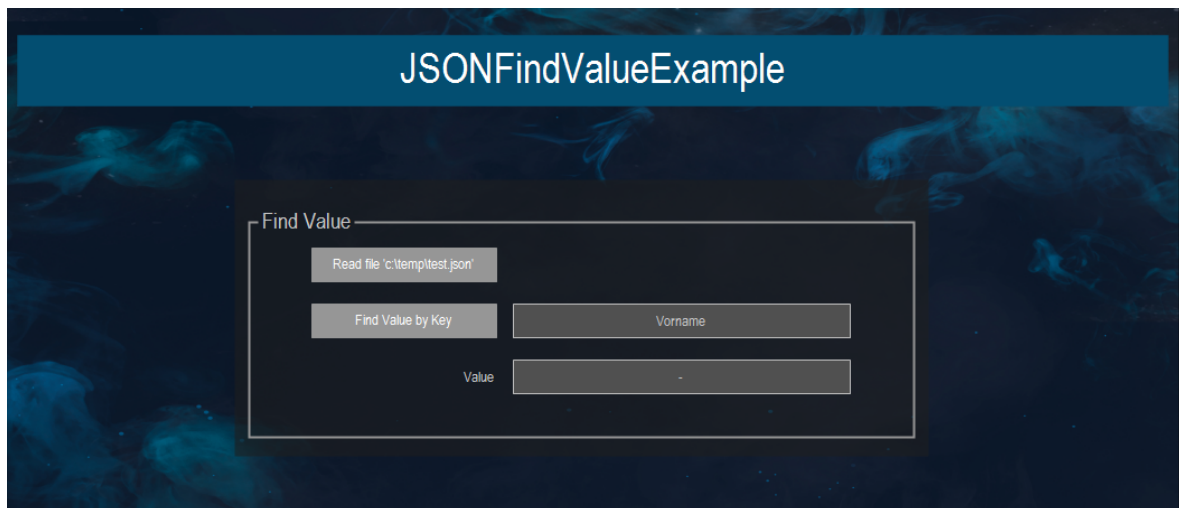 JSONFindValueExample
Find Value
Read file 'c:\temp\test.json'
Find Value by Key
Vorname
Value
-